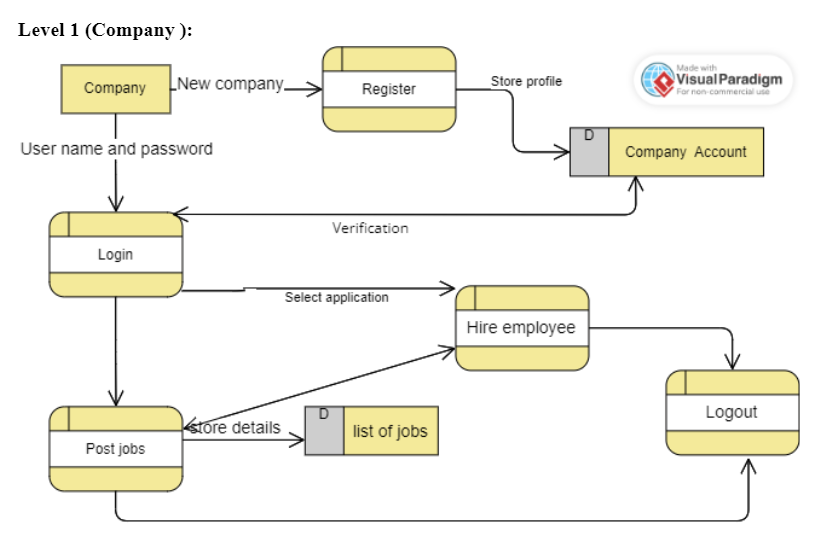 Level 1 (Company ):
Made with
Visual Paradigm
For non-commercial use
Company
New company
Register
Store profile
D
Company Account
User name and password
Verification
Login
Select application
Hire employee
Logout
store details
D
list of jobs
Post jobs